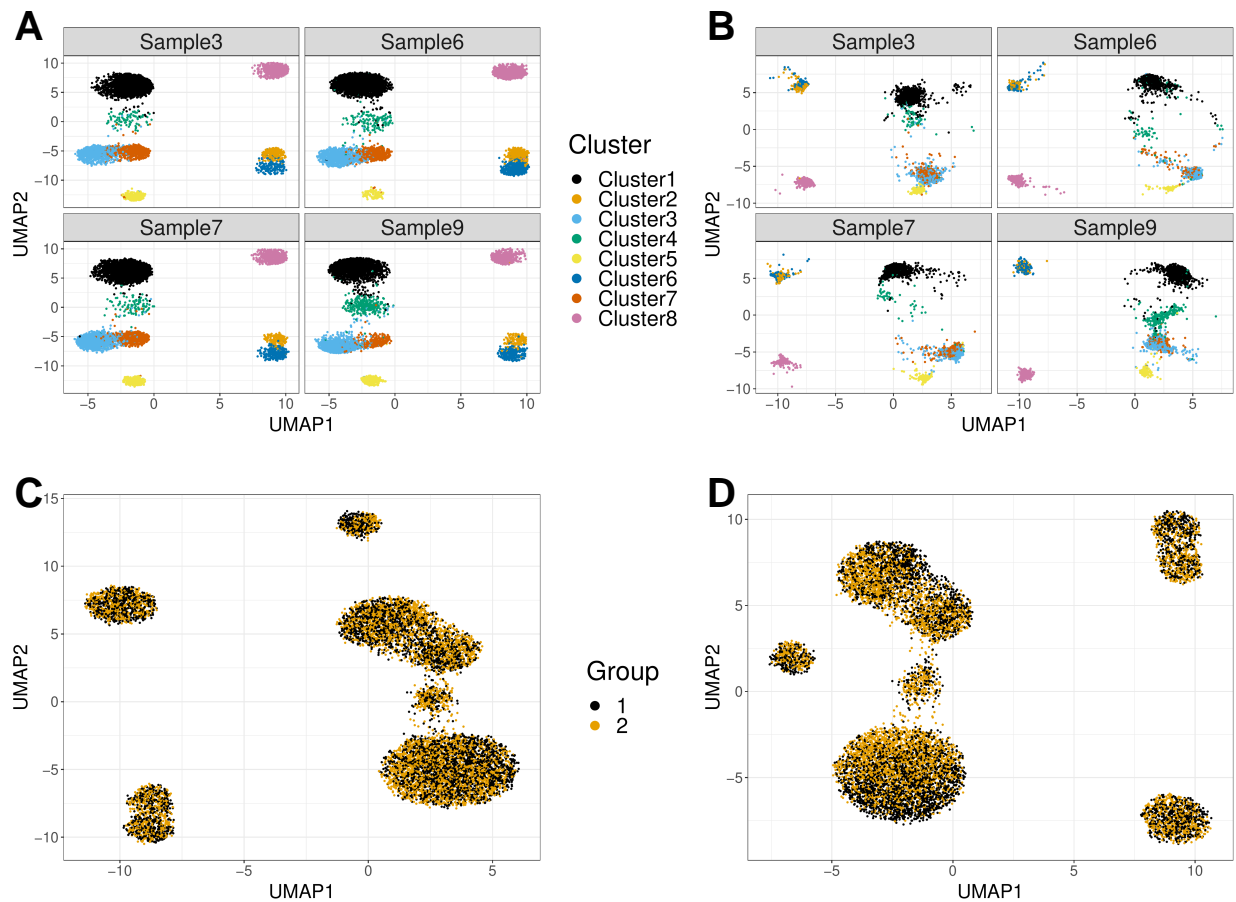 A
B
Sample3
Sample6
Sample3
Sample6
10
5
0
−5
−10
5
0
−5
−10
Cluster
Cluster1
Cluster2
Cluster3
Cluster4
Cluster5
Cluster6
Cluster7
Cluster8
UMAP2
UMAP2
Sample7
Sample9
Sample7
Sample9
10
5
0
−5
−10
5
0
−5
−10
−5
0
5
10
−5
0
5
10
−10
−5
0
5
−10
−5
0
5
UMAP1
UMAP1
C
D
15
10
5
0
−5
−10
UMAP2
−10
−5
0
5
UMAP1
Group
1
2
10
5
0
−5
UMAP2
−5
0
5
10
UMAP1